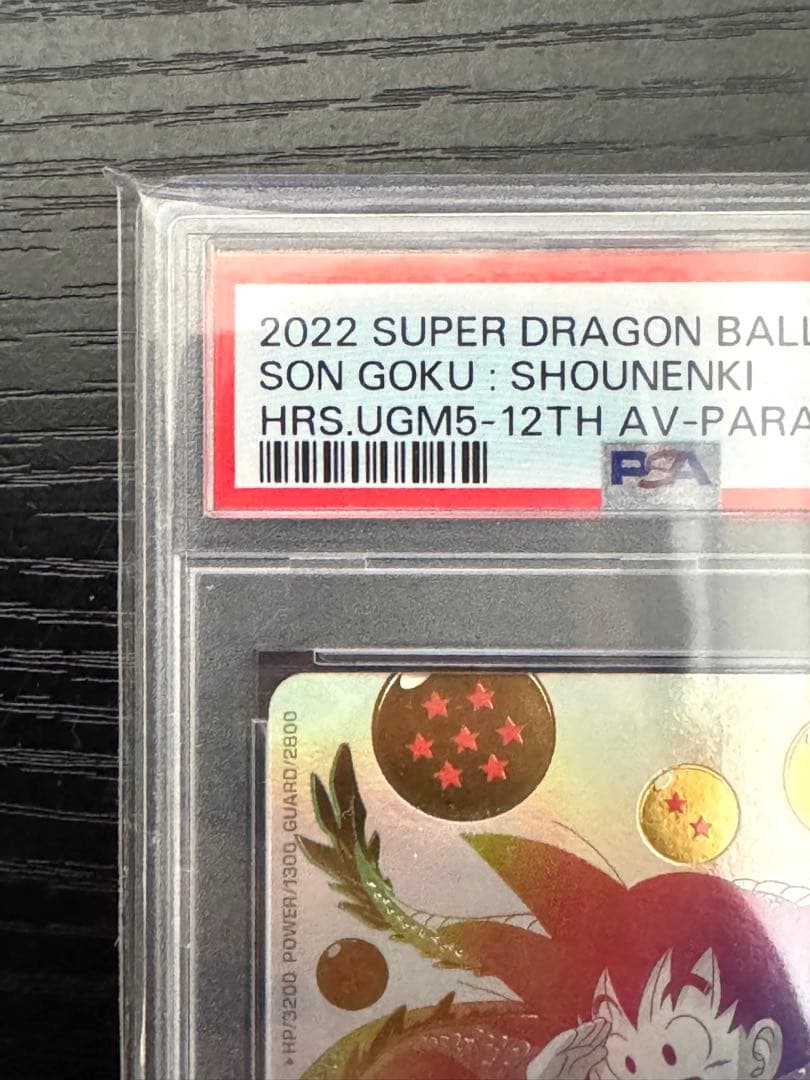 2022 SUPER DRAGON BALL
SON GOKU : SHOUNENKI
HRS.UGM5-12TH AV-PARA
PSA
HP/3200 POWER/1300 GUARD/2800